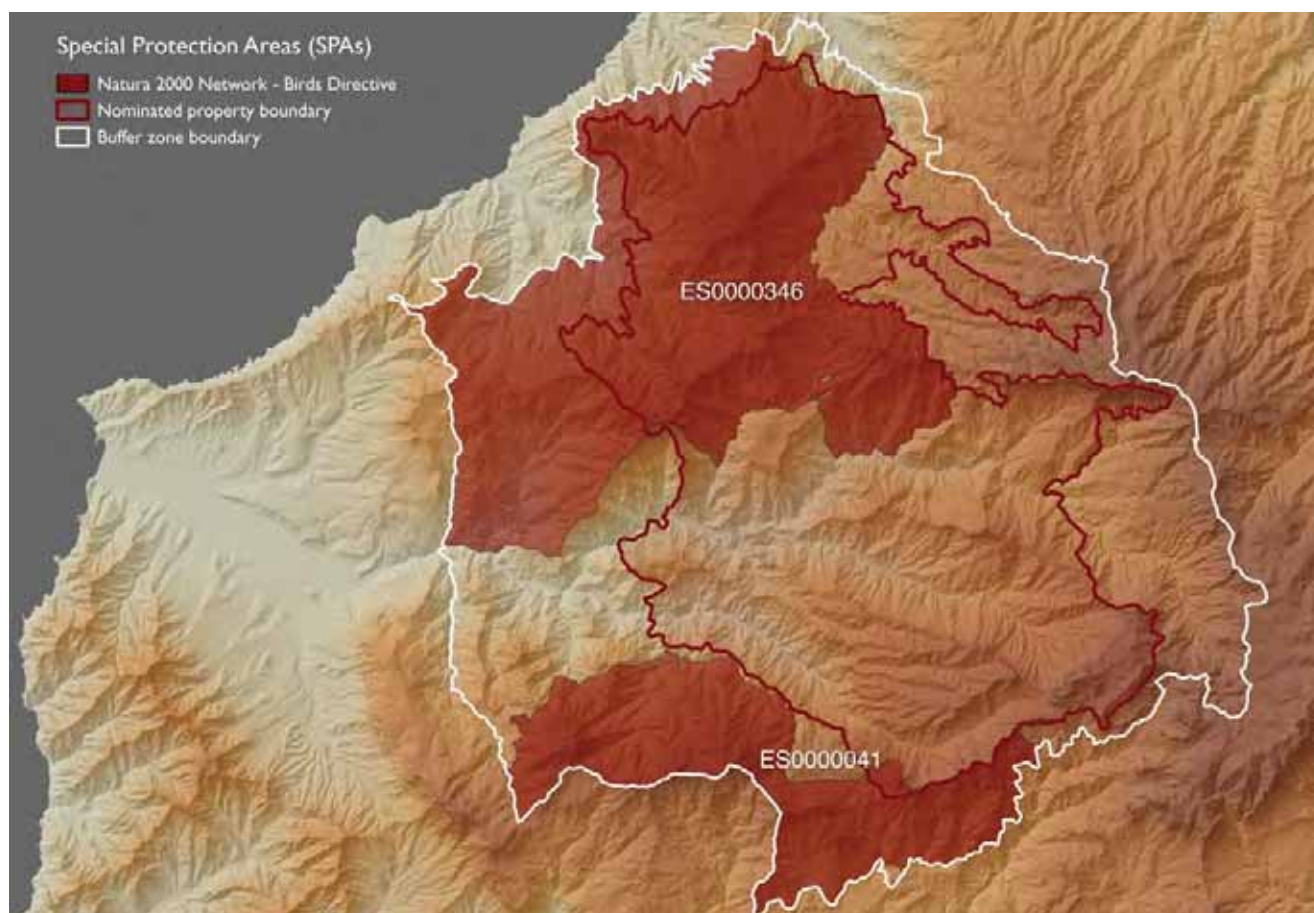 Special Protection Areas (SPAs)
Natura 2000 Network - Birds Directive
Nominated property boundary
Buffer zone boundary
ES0000346
ES0000041